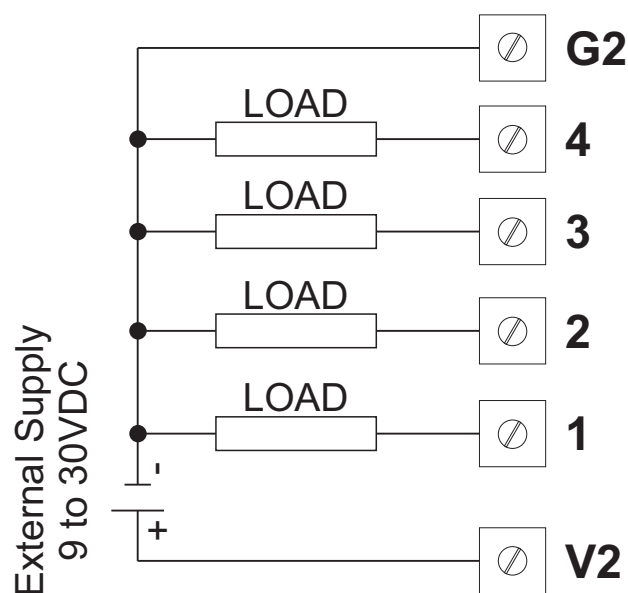 G2
LOAD
4
LOAD
3
LOAD
2
LOAD
1
External Supply
9 to 30VDC
-
+
V2